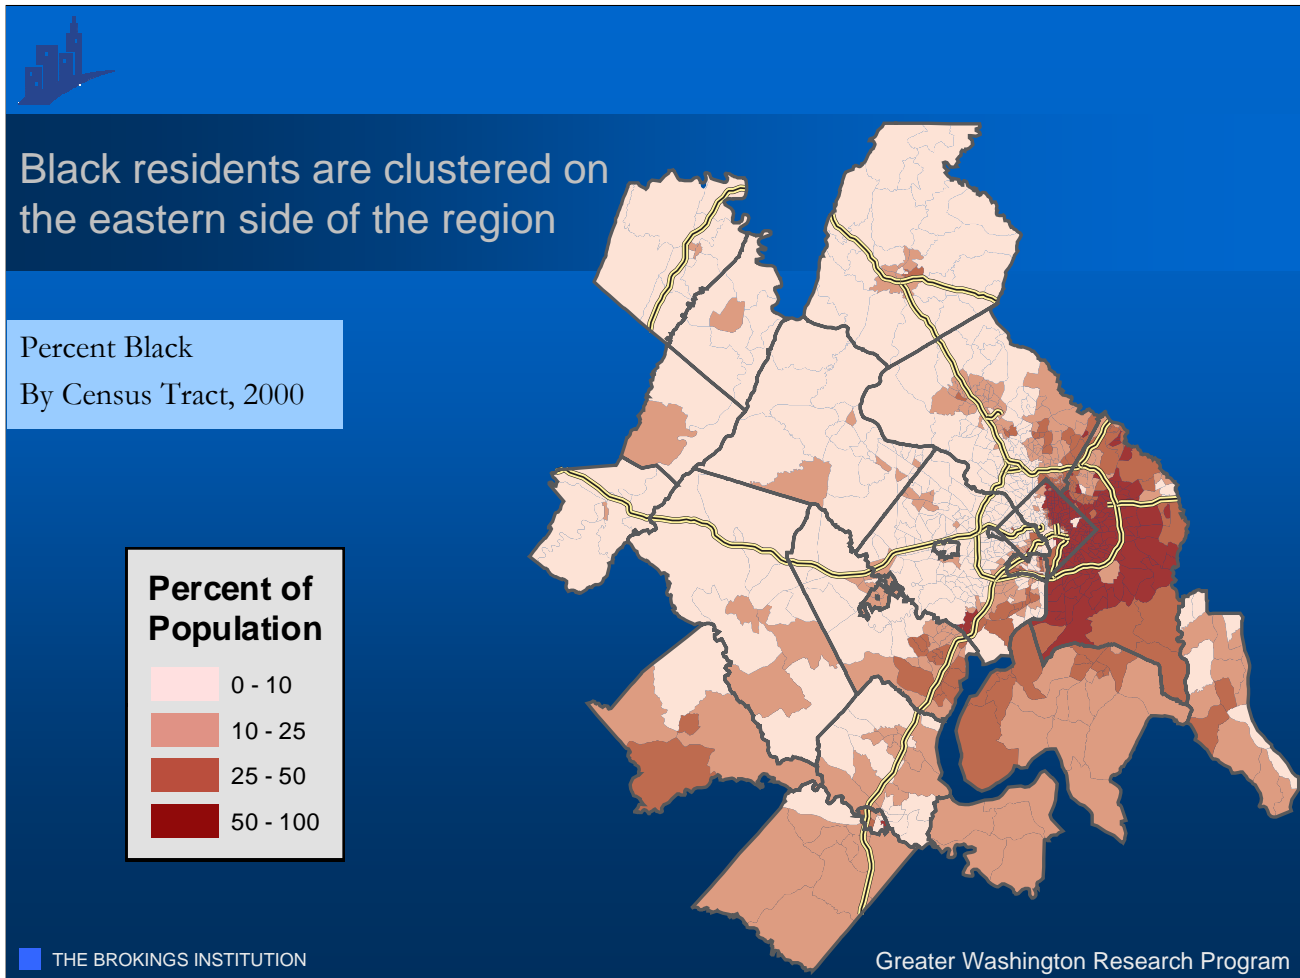 Black residents are clustered on
the eastern side of the region
Percent Black
By Census Tract, 2000
Percent of
Population
0 - 10
10 - 25
25 - 50
50 - 100
THE BROKINGS INSTITUTION
Greater Washington Research Program